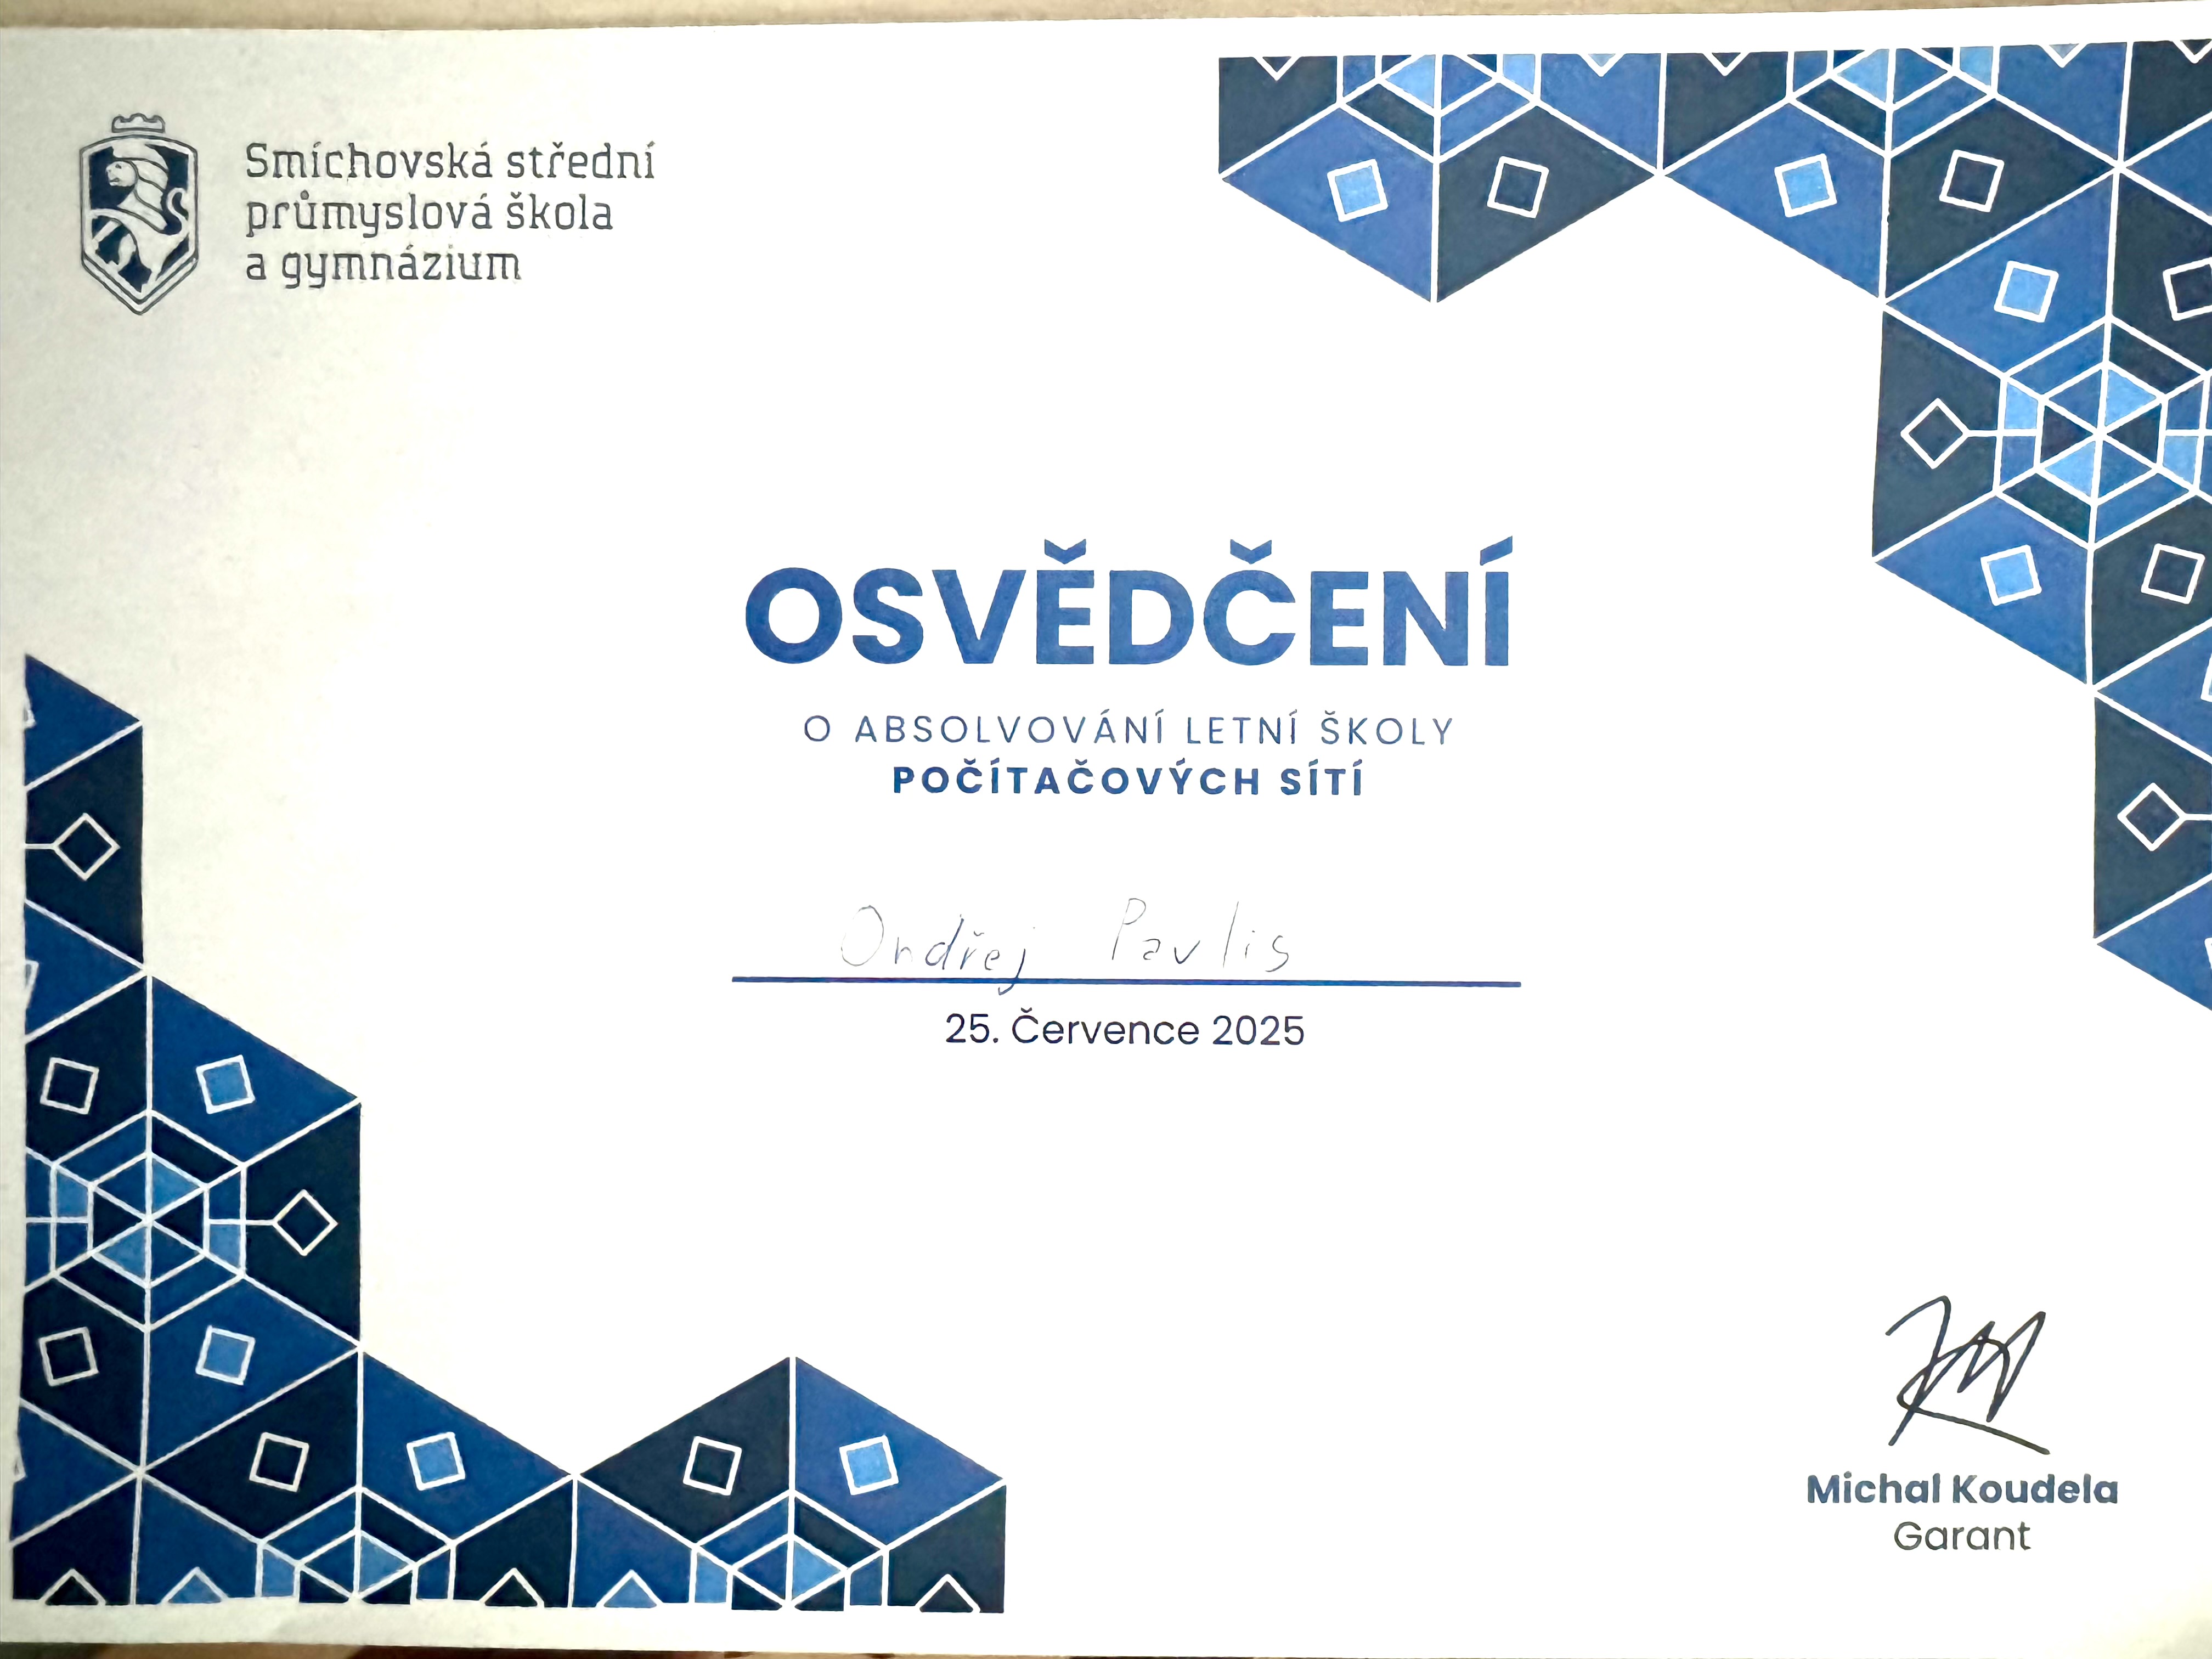 Smíchovská střední
průmyslová škola
a gymnázium
OSVĚDČENÍ
O ABSOLVOVÁNÍ LETNÍ ŠKOLY
POČÍTAČOVÝCH SÍTÍ
Ondřej Pavlis
25. Července 2025
Michal Koudela
Garant